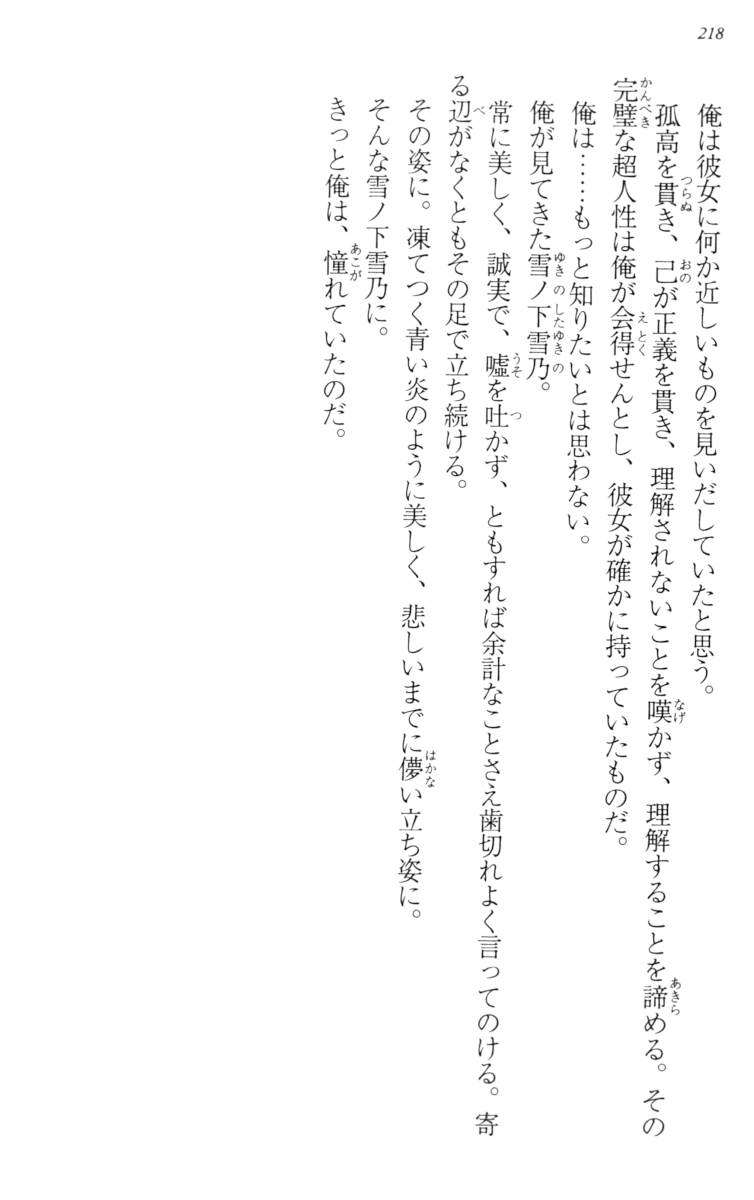 218
俺は彼女に何か近しいものを見いだしていたと思う。
孤高を貫き、己が正義を貫き、理解されないことを嘆かず、理解することを諦める。その
完璧な超人性は俺が会得せんとし、彼女が確かに持っていたものだ。
俺は……もっと知りたいとは思わない。
俺が見てきた雪ノ下雪乃。
常に美しく、誠実で、嘘を吐かず、ともすれば余計なことさえ歯切れよく言ってのける。寄
る辺がなくともその足で立ち続ける。
その姿に。凍てつく青い炎のように美しく、悲しいまでに儚い立ち姿に。
そんな雪ノ下雪乃に。
きっと俺は、憧れていたのだ。